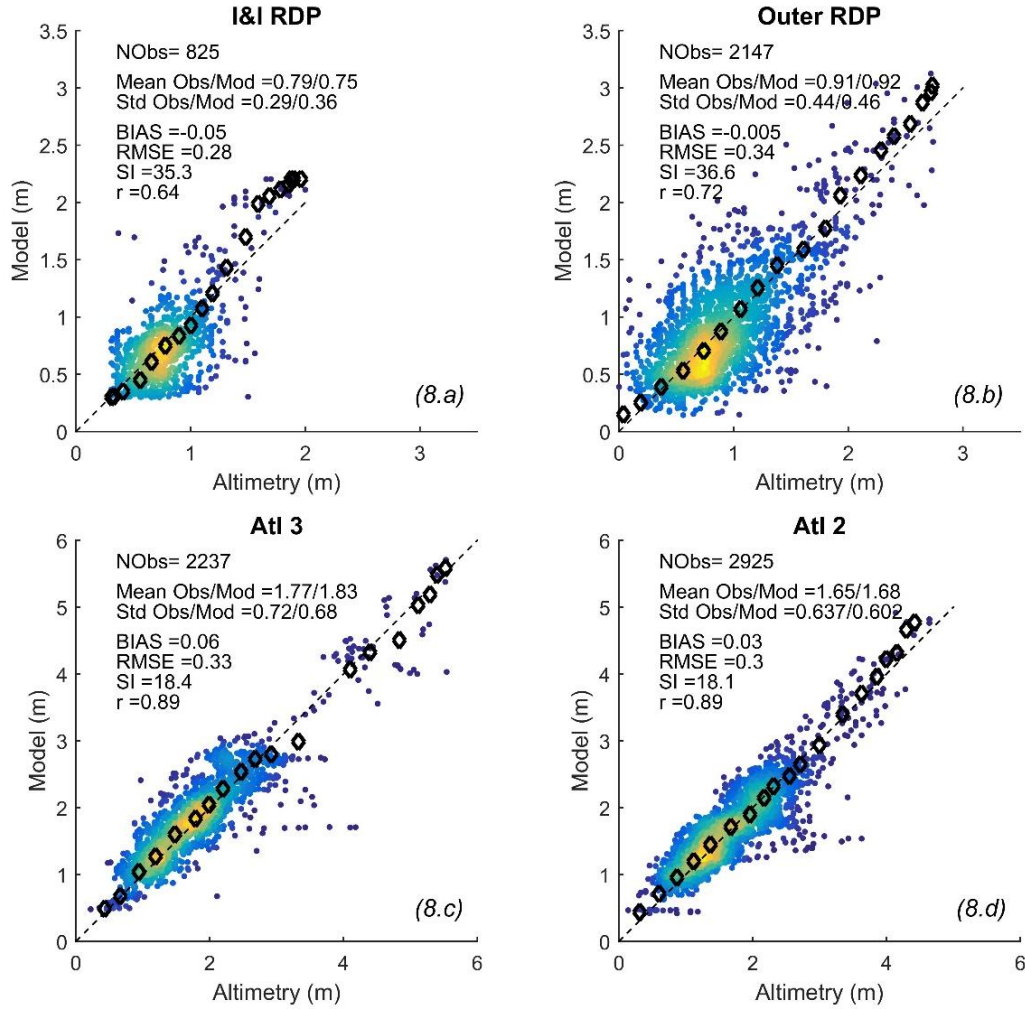 I&I RDP
3.5
3
2.5
2
1.5
1
0.5
0
Model (m)
NObs= 825
Mean Obs/Mod =0.79/0.75
Std Obs/Mod =0.29/0.36
BIAS =-0.05
RMSE =0.28
SI =35.3
r =0.64
(8.a)
0 1 2 3
Altimetry (m)
Outer RDP
3.5
3
2.5
2
1.5
1
0.5
0
Model (m)
NObs= 2147
Mean Obs/Mod =0.91/0.92
Std Obs/Mod =0.44/0.46
BIAS =-0.005
RMSE =0.34
SI =36.6
r =0.72
(8.b)
0 1 2 3
Altimetry (m)
Atl 3
6
5
4
3
2
1
0
Model (m)
NObs= 2237
Mean Obs/Mod =1.77/1.83
Std Obs/Mod =0.72/0.68
BIAS =0.06
RMSE =0.33
SI =18.4
r =0.89
(8.c)
0 2 4 6
Altimetry (m)
Atl 2
6
5
4
3
2
1
0
Model (m)
NObs= 2925
Mean Obs/Mod =1.65/1.68
Std Obs/Mod =0.637/0.602
BIAS =0.03
RMSE =0.3
SI =18.1
r =0.89
(8.d)
0 2 4 6
Altimetry (m)